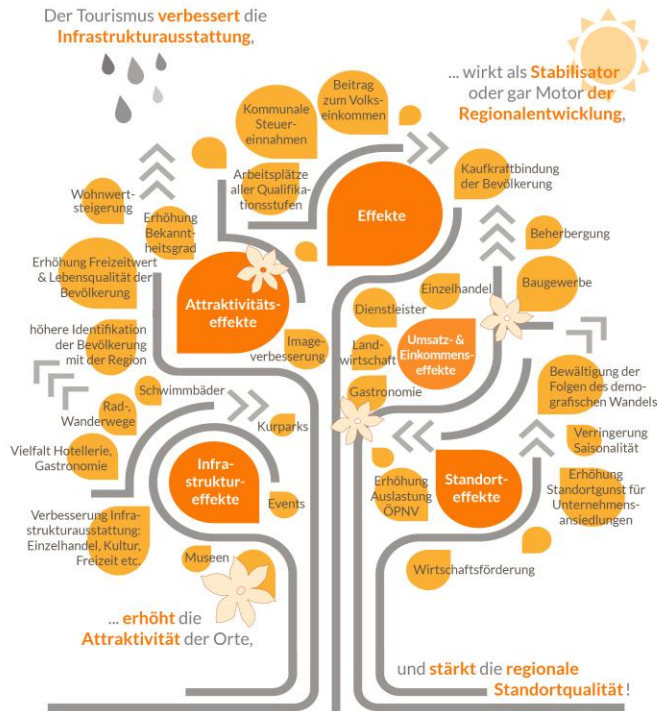 Der Tourismus verbessert die
Infrastrukturausstattung,
... wirkt als Stabilisator
oder gar Motor der
Regionalentwicklung,
Beitrag
zum Volks-
einkommen
Kommunale
Steuer-
einnahmen
Arbeitsplätze
aller Qualifika-
tionsstufen
Effekte
Kaufkraftbindung
der Bevölkerung
Wohnwert-
steigerung
Erhöhung
Bekannt-
heitsgrad
Erhöhung Freizeitwert
& Lebensqualität der
Bevölkerung
Attraktivitäts-
effekte
höhere Identifikation
der Bevölkerung
mit der Region
Image-
verbesserung
Beherbergung
Baugewerbe
Einzelhandel
Dienstleister
Umsatz- &
Einkommens-
effekte
Land-
wirtschaft
Gastronomie
Schwimmbäder
Rad-,
Wanderwege
Kurparks
Vielfalt Hotellerie,
Gastronomie
Infra-
struktur-
effekte
Events
Verbesserung Infra-
strukturausstattung:
Einzelhandel, Kultur,
Freizeit etc.
Museen
Bewältigung der
Folgen des demo-
grafischen Wandels
Verringerung
Saisonalität
Erhöhung
Auslastung
ÖPNV
Standort-
effekte
Erhöhung
Standortgunst für
Unternehmens-
ansiedlungen
Wirtschaftsförderung
... erhöht die
Attraktivität der Orte,
und stärkt die regionale
Standortqualität!